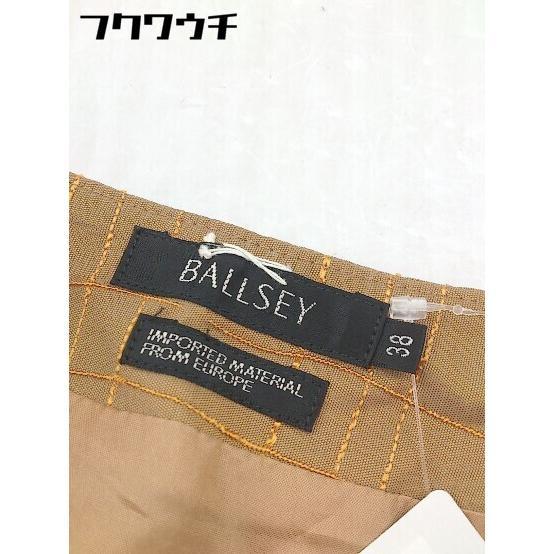 フクワウチ
BALLSEY
38
IMPORTED MATERIAL
FROM EUROPE